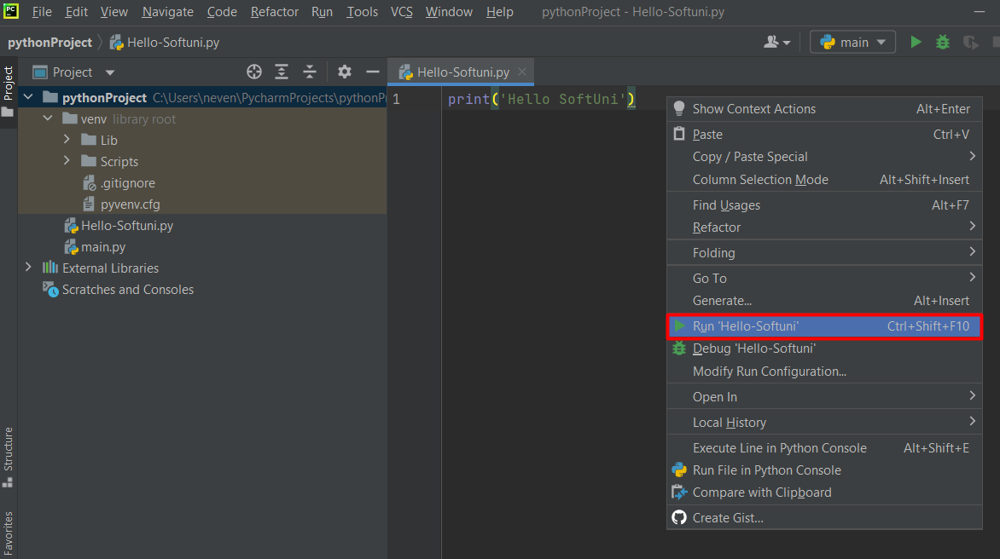 PC File Edit View Navigate Code Refactor Run Tools VCS Window Help pythonProject - Hello-Softuni.py
pythonProject Hello-Softuni.py main
Project
Project
Hello-Softuni.py
pythonProject C:\Users\neven\PycharmProjects\pythonPr
venv library root
Lib
Scripts
.gitignore
pyvenv.cfg
Hello-Softuni.py
main.py
External Libraries
Scratches and Consoles
Structure
Favorites
1 print('Hello SoftUni')
Show Context Actions Alt+Enter
Paste Ctrl+V
Copy / Paste Special
Column Selection Mode Alt+Shift+Insert
Find Usages Alt+F7
Refactor
Folding
Go To
Generate... Alt+Insert
Run 'Hello-Softuni' Ctrl+Shift+F10
Debug 'Hello-Softuni'
Modify Run Configuration...
Open In
Local History
Execute Line in Python Console Alt+Shift+E
Run File in Python Console
Compare with Clipboard
Create Gist...